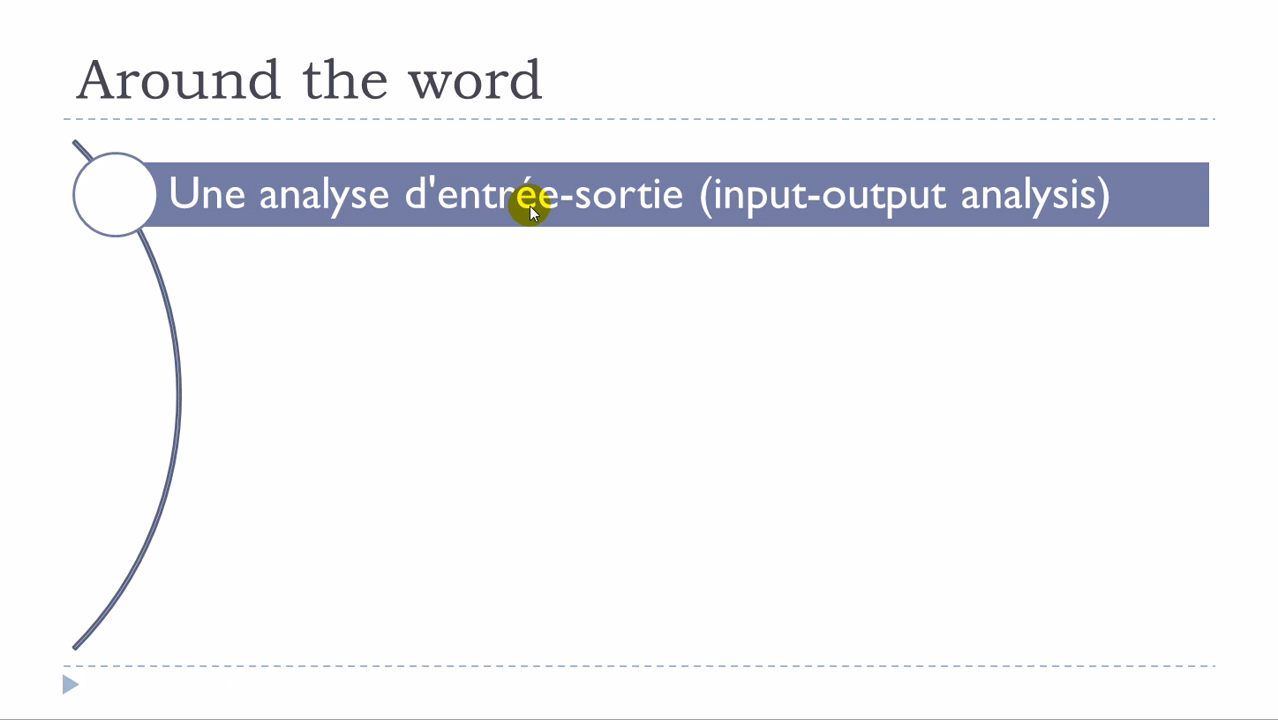 Around the word
Une analyse d'entrée-sortie (input-output analysis)